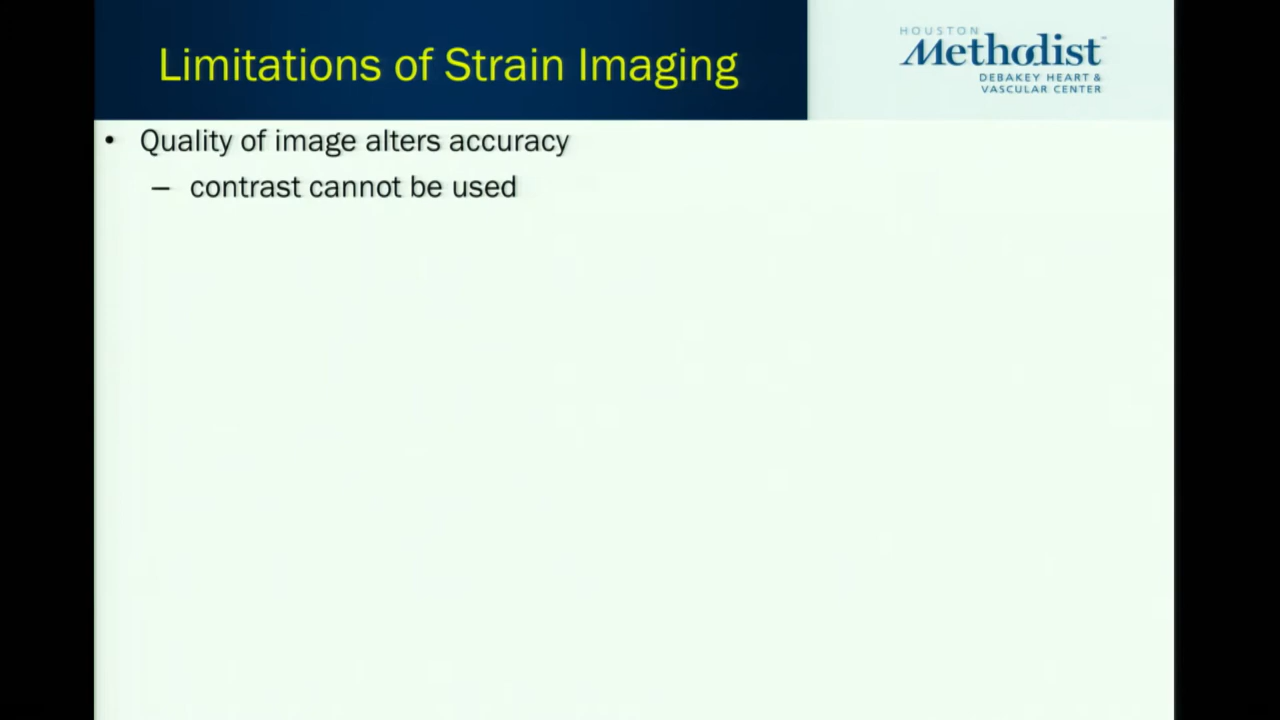 Limitations of Strain Imaging
HOUSTON
Methodist
DEBAKEY HEART &
VASCULAR CENTER
• Quality of image alters accuracy
– contrast cannot be used